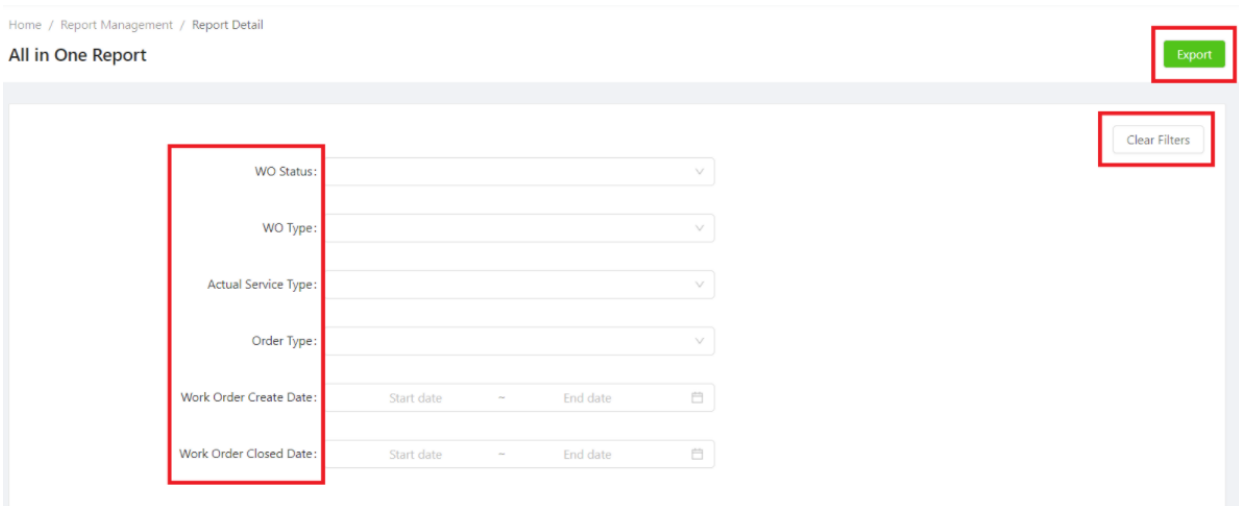 Home / Report Management / Report Detail
All in One Report
Export
Clear Filters
WO Status:
WO Type:
Actual Service Type:
Order Type:
Work Order Create Date: Start date ~ End date
Work Order Closed Date: Start date ~ End date